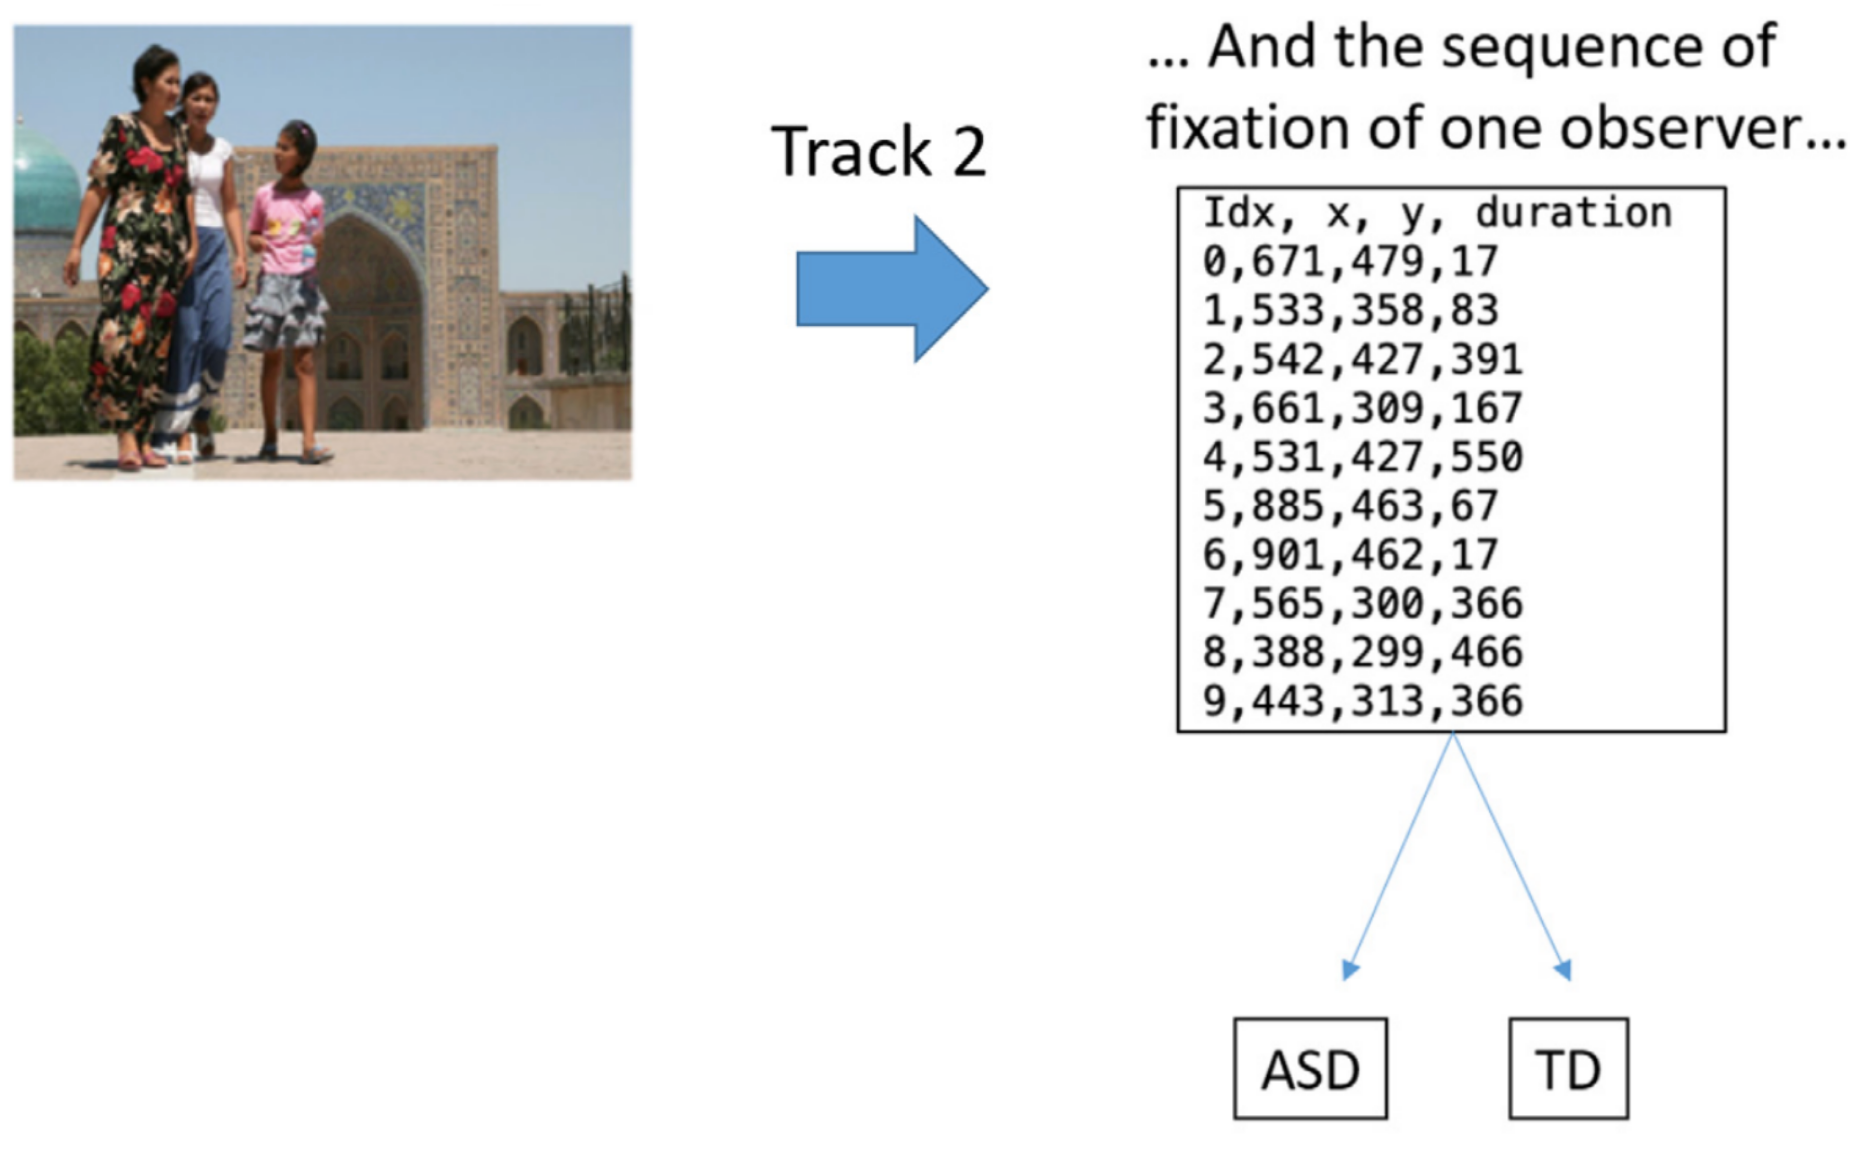 Track 2
… And the sequence of
fixation of one observer…
Idx, x, y, duration
0,671,479,17
1,533,358,83
2,542,427,391
3,661,309,167
4,531,427,550
5,885,463,67
6,901,462,17
7,565,300,366
8,388,299,466
9,443,313,366
ASD
TD